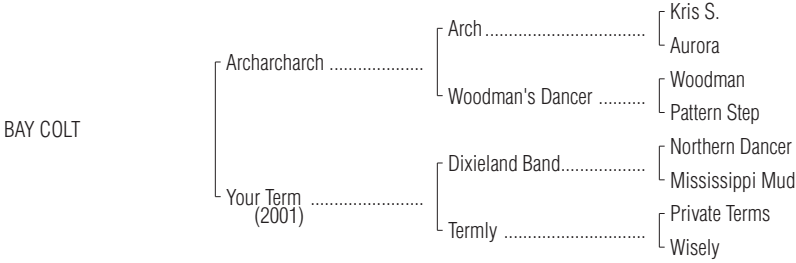 Kris S.
Arch ................................
Aurora
Archarcharch ....................
Woodman
Woodman's Dancer ..........
Pattern Step
BAY COLT
Northern Dancer
Dixieland Band.................
Mississippi Mud
Your Term ........................
(2001)
Private Terms
Termly .............................
Wisely